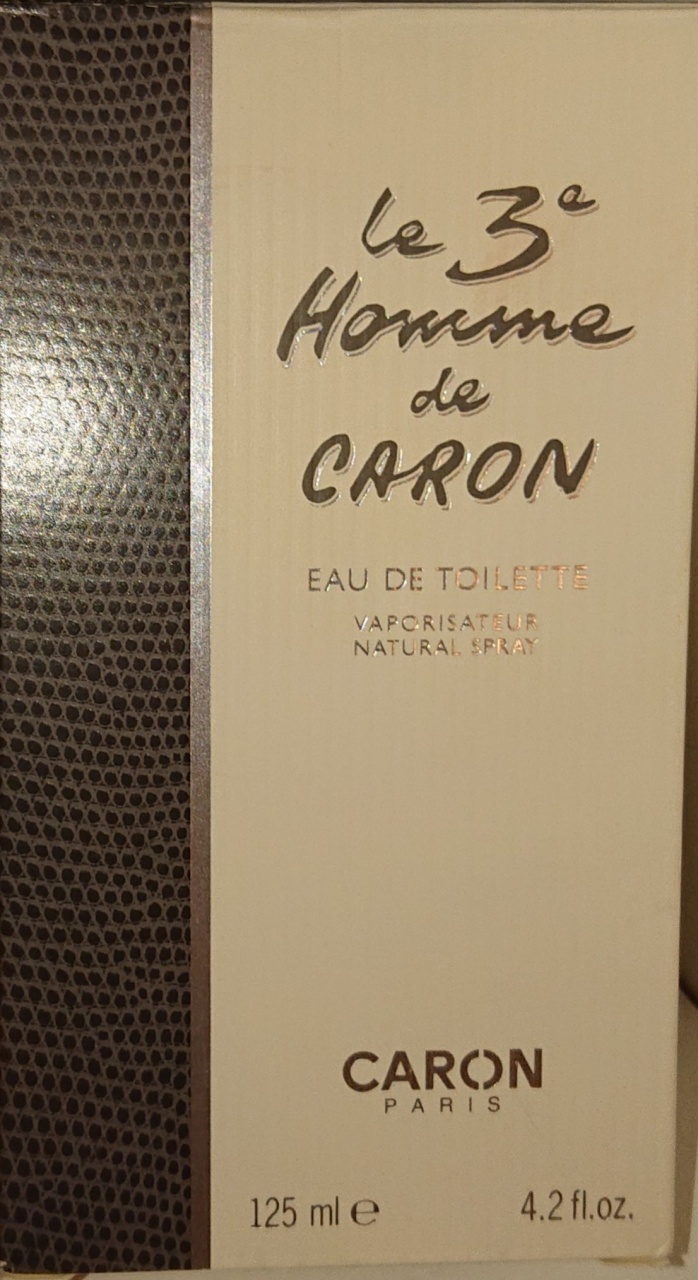 Le 3e
Homme
de
CARON
EAU DE TOILETTE
VAPORISATEUR
NATURAL SPRAY
CARON
PARIS
125 ml ℮
4.2 fl.oz.